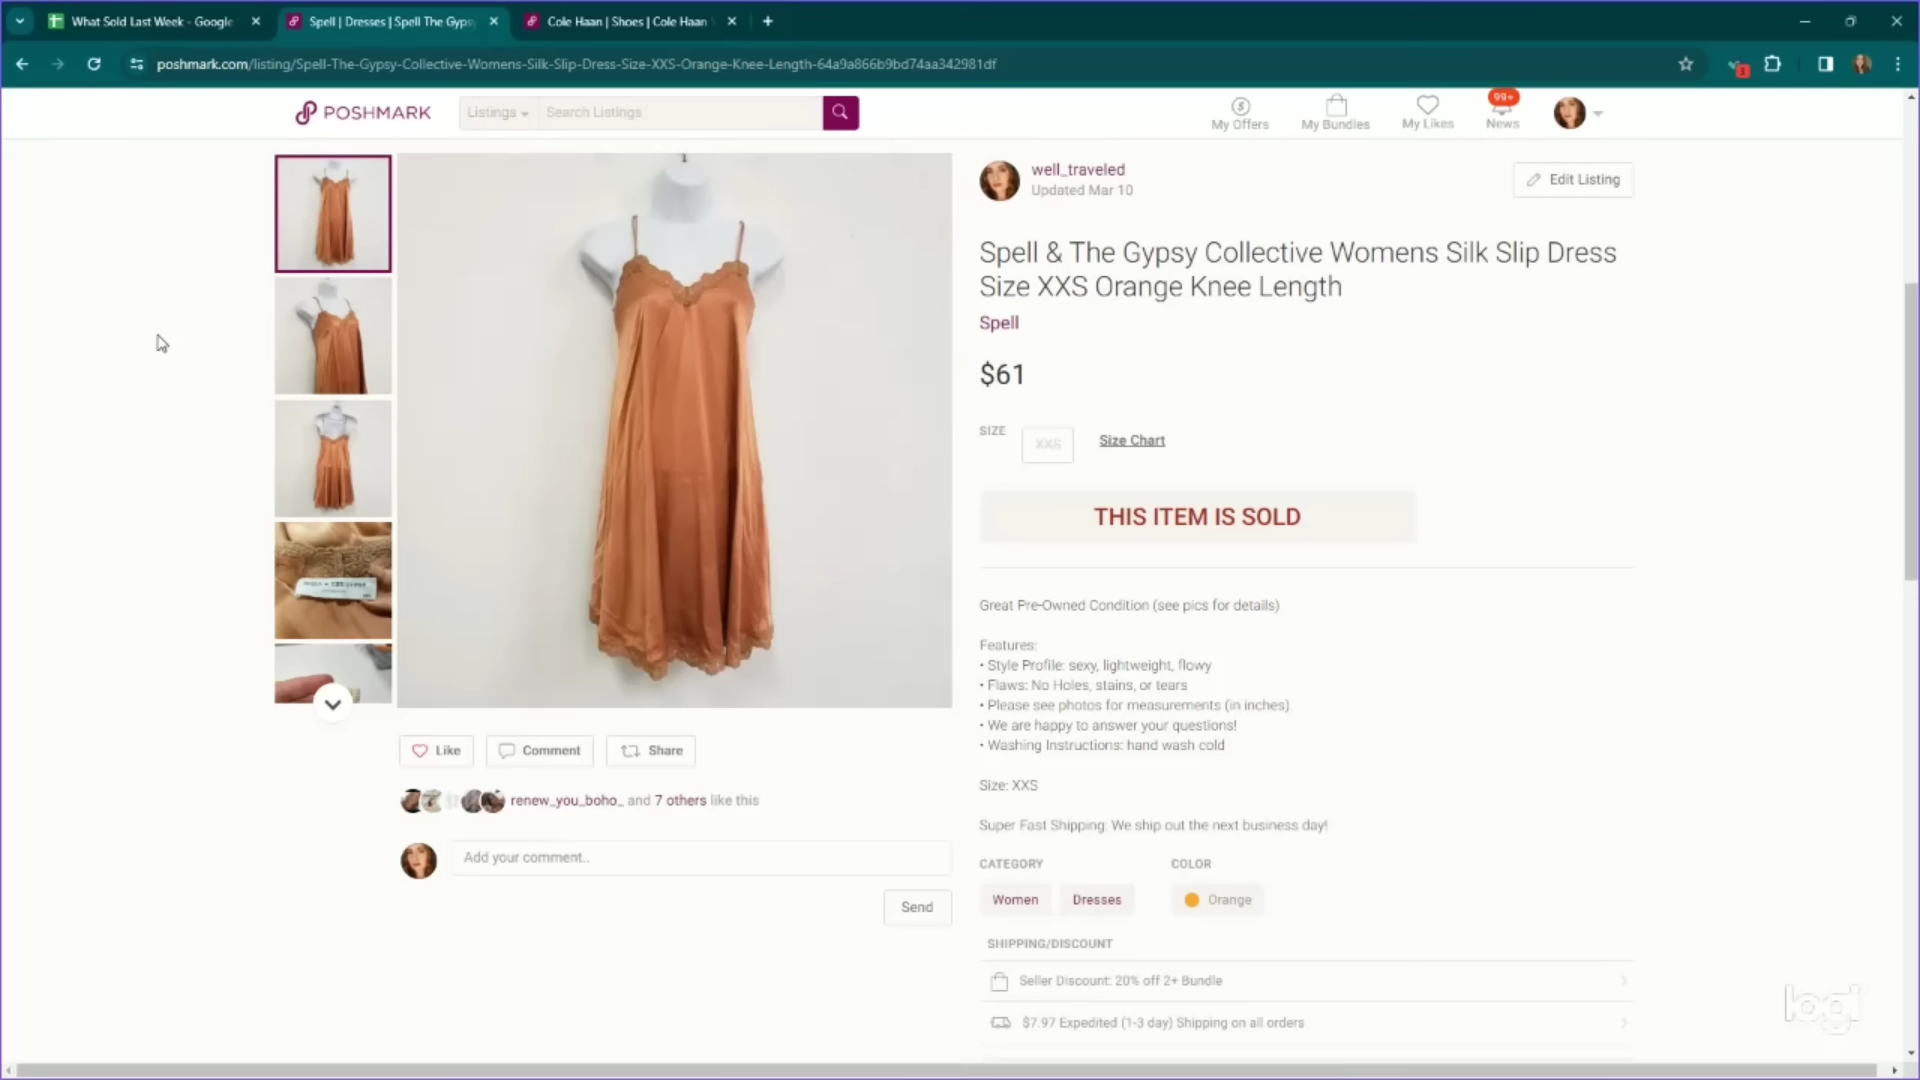 What Sold Last Week - Google
Spell | Dresses | Spell The Gyps
Cole Haan | Shoes | Cole Haan
poshmark.com/listing/Spell-The-Gypsy-Collective-Womens-Silk-Slip-Dress-Size-XXS-Orange-Knee-Length-64a9a866b9bd74aa342981df
3
POSHMARK
Listings
Search Listings
My Offers
My Bundles
My Likes
99+
News
well_traveled
Updated Mar 10
Edit Listing
Spell & The Gypsy Collective Womens Silk Slip Dress
Size XXS Orange Knee Length
Spell
$61
SIZE
XXS
Size Chart
THIS ITEM IS SOLD
Great Pre-Owned Condition (see pics for details)
Features:
• Style Profile: sexy, lightweight, flowy
• Flaws: No Holes, stains, or tears
• Please see photos for measurements (in inches)
• We are happy to answer your questions!
• Washing Instructions: hand wash cold
Size: XXS
Super Fast Shipping: We ship out the next business day!
Like
Comment
Share
renew_you_boho_ and 7 others like this
Add your comment..
Send
CATEGORY
COLOR
Women
Dresses
Orange
SHIPPING/DISCOUNT
Seller Discount: 20% off 2+ Bundle
$7.97 Expedited (1-3 day) Shipping on all orders
logi